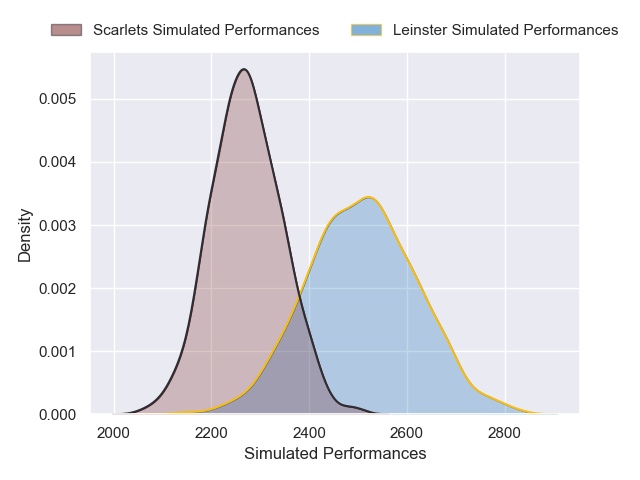 Scarlets Simulated Performances Leinster Simulated Performances
0.005
0.004
0.003
0.002
0.001
0.000
Density
2000 2200 2400 2600 2800
Simulated Performances